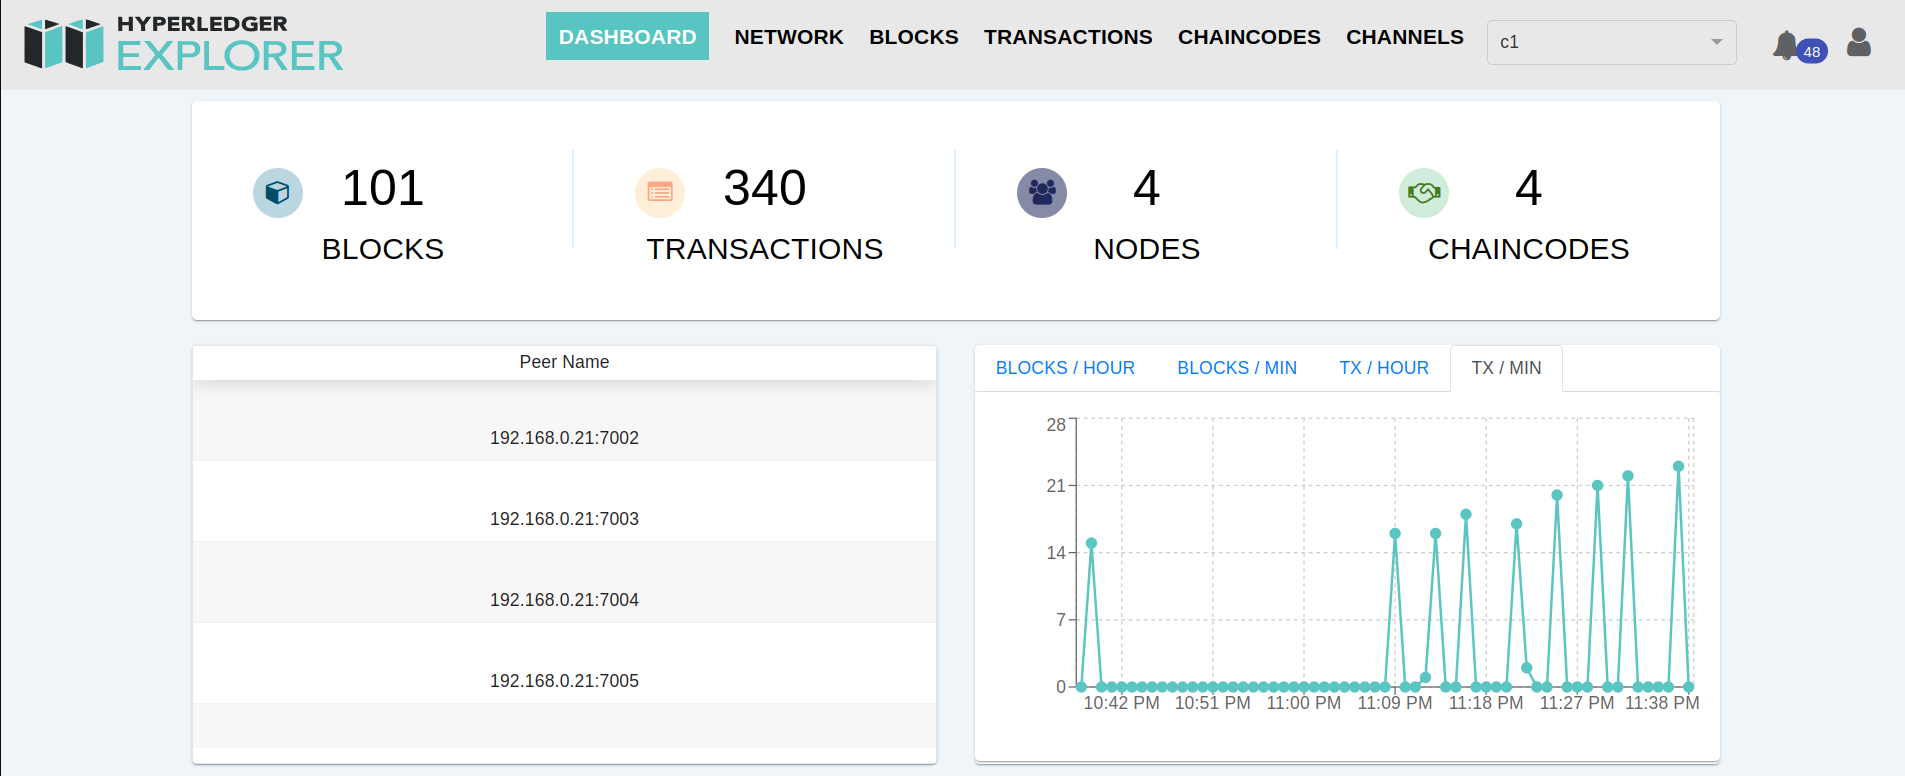 HYPERLEDGER
EXPLORER
DASHBOARD NETWORK BLOCKS TRANSACTIONS CHAINCODES CHANNELS c1 48
101 340 4 4
BLOCKS TRANSACTIONS NODES CHAINCODES
Peer Name
192.168.0.21:7002
192.168.0.21:7003
192.168.0.21:7004
192.168.0.21:7005
BLOCKS / HOUR BLOCKS / MIN TX / HOUR TX / MIN
28
21
14
7
0
10:42 PM 10:51 PM 11:00 PM 11:09 PM 11:18 PM 11:27 PM 11:38 PM